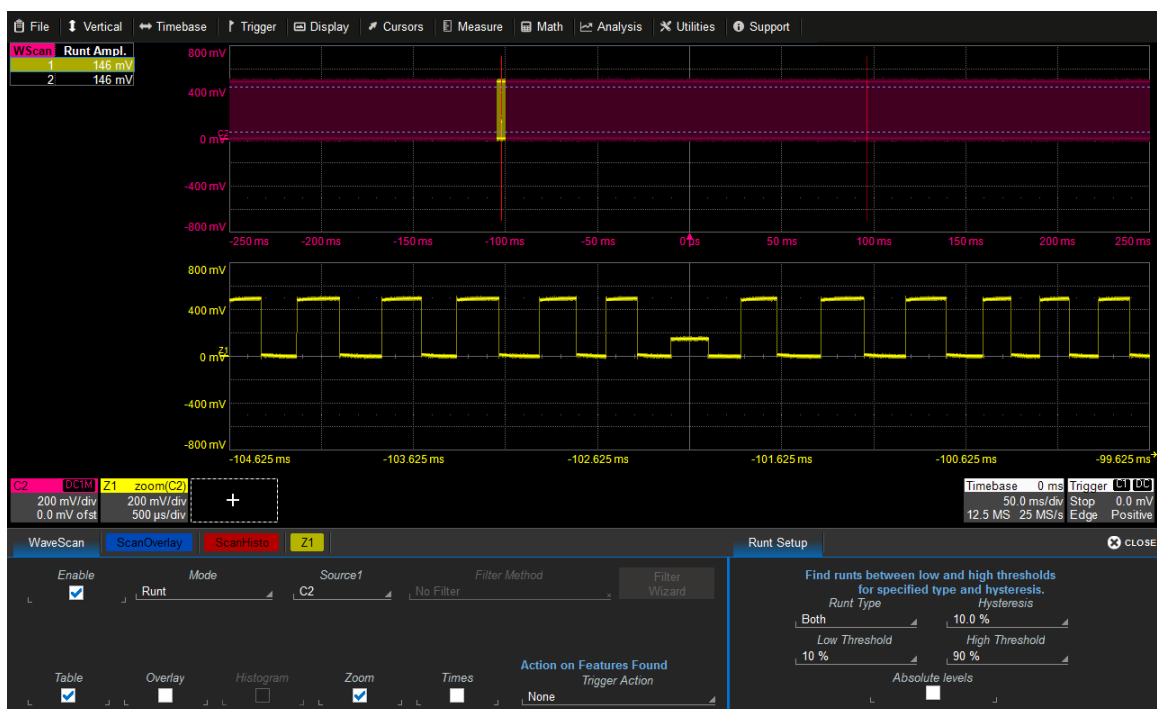 File Vertical Timebase Trigger Display Cursors Measure Math Analysis Utilities Support
WScan Runt Ampl.
1 146 mV
2 146 mV
800 mV
400 mV
C2
0 mV
-400 mV
-800 mV
-250 ms -200 ms -150 ms -100 ms -50 ms 0 ps 50 ms 100 ms 150 ms 200 ms 250 ms
800 mV
400 mV
Z1
0 mV
-400 mV
-800 mV
-104.625 ms -103.625 ms -102.625 ms -101.625 ms -100.625 ms -99.625 ms
C2 DC1M Z1 zoom(C2)
200 mV/div 200 mV/div
0.0 mV ofst 500 µs/div
+
Timebase 0 ms Trigger C1 DC
50.0 ms/div Stop 0.0 mV
12.5 MS 25 MS/s Edge Positive
WaveScan ScanOverlay ScanHisto Z1 Runt Setup CLOSE
Enable Mode Source1 Filter Method Filter Wizard
Runt C2 No Filter
Find runts between low and high thresholds
for specified type and hysteresis.
Runt Type Hysteresis
Both 10.0 %
Low Threshold High Threshold
10 % 90 %
Absolute levels
Action on Features Found
Table Overlay Histogram Zoom Times Trigger Action
None